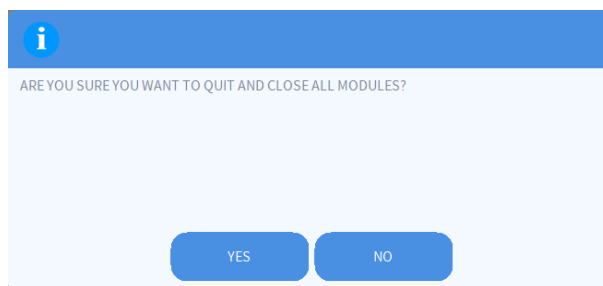 ARE YOU SURE YOU WANT TO QUIT AND CLOSE ALL MODULES?
YES
NO